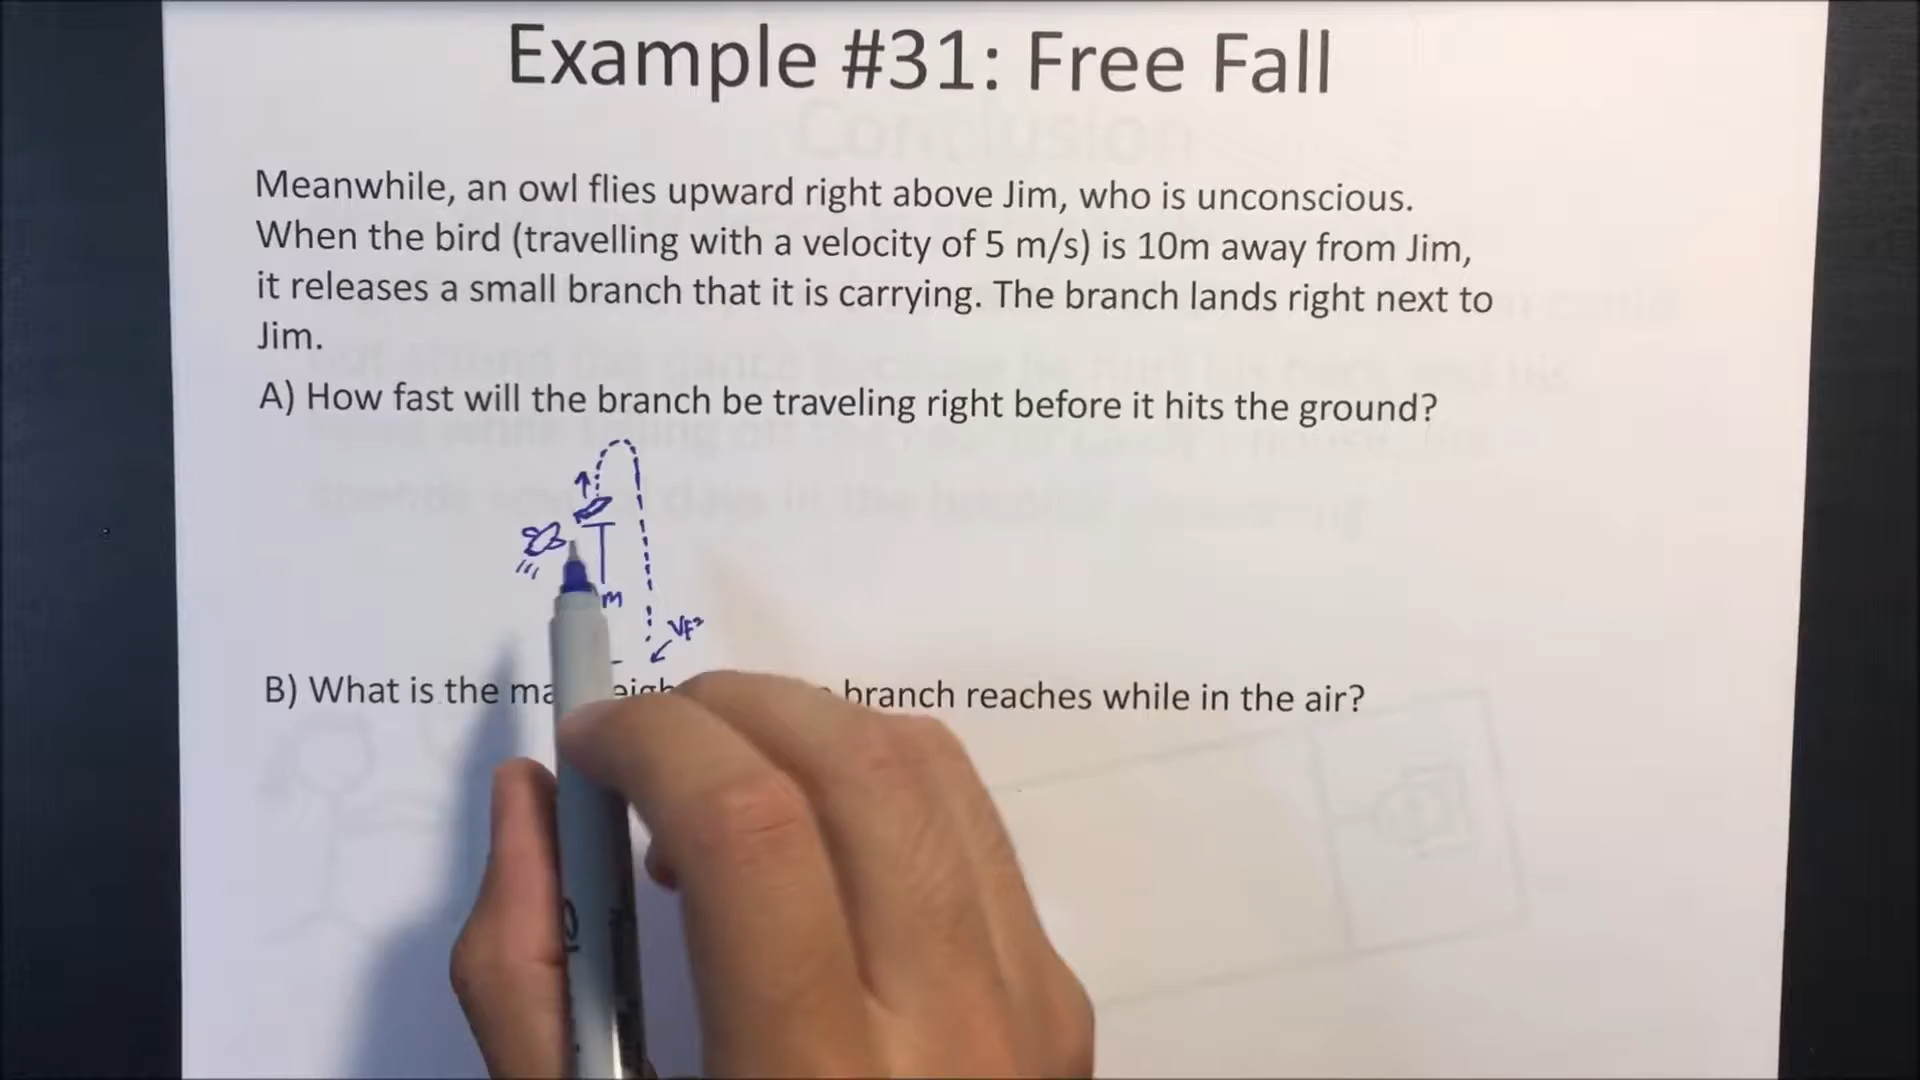 Example #31: Free Fall
Meanwhile, an owl flies upward right above Jim, who is unconscious.
When the bird (travelling with a velocity of 5 m/s) is 10m away from Jim,
it releases a small branch that it is carrying. The branch lands right next to
Jim.
A) How fast will the branch be traveling right before it hits the ground?
m
VF?
B) What is the ma branch reaches while in the air?
Conclusion